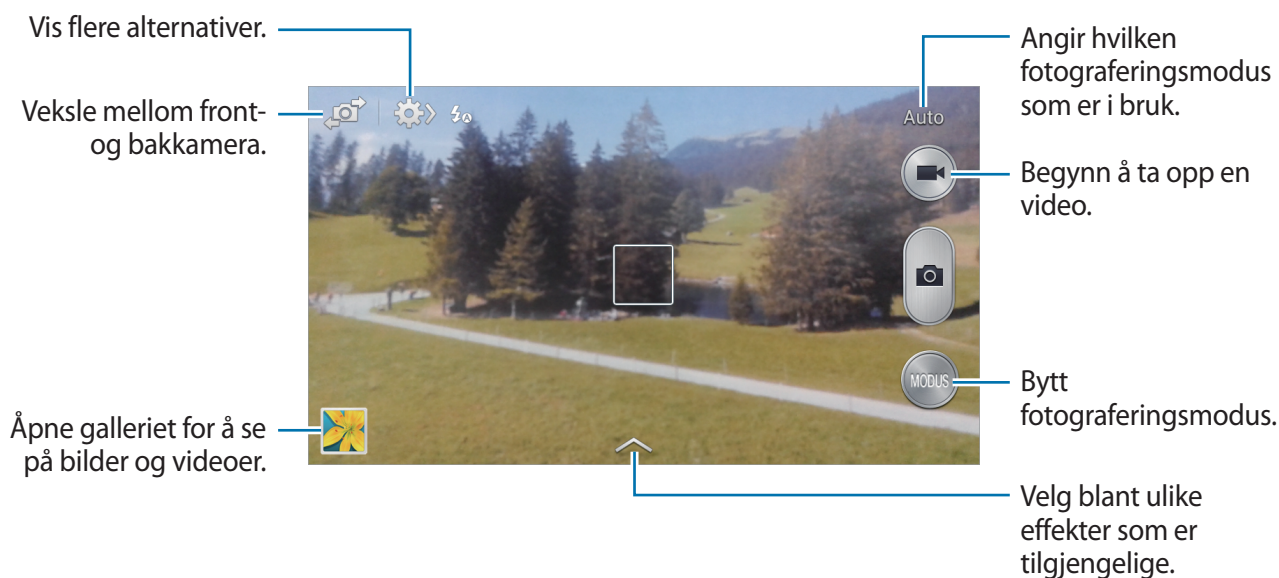 Vis flere alternativer.
Veksle mellom front-
og bakkamera.
Åpne galleriet for å se
på bilder og videoer.
Auto
MODUS
Angir hvilken
fotograferingsmodus
som er i bruk.
Begynn å ta opp en
video.
Bytt
fotograferingsmodus.
Velg blant ulike
effekter som er
tilgjengelige.